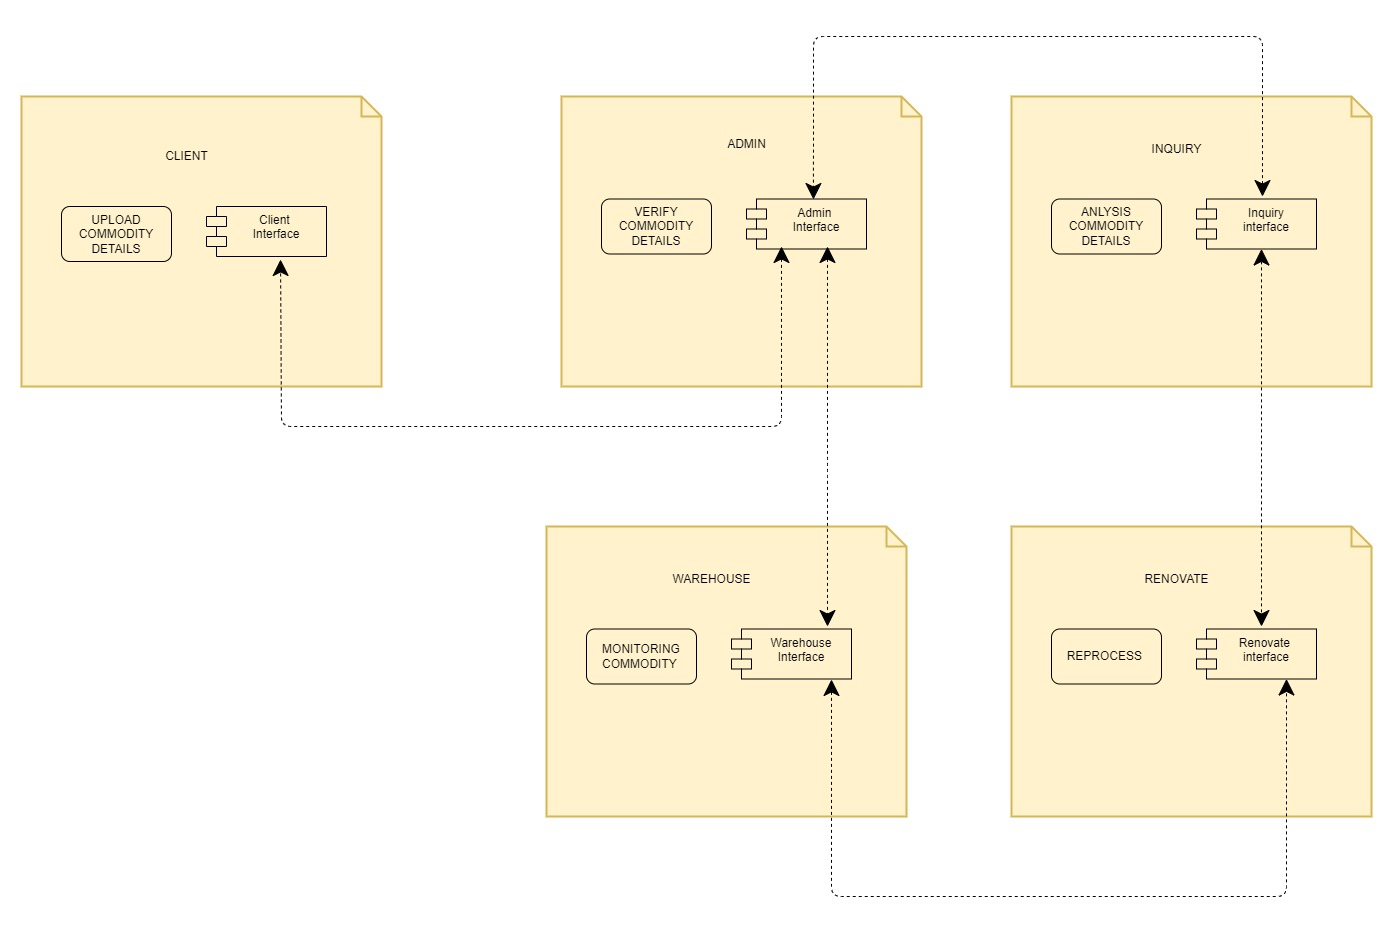 CLIENT
UPLOAD
COMMODITY
DETAILS
Client
Interface
ADMIN
VERIFY
COMMODITY
DETAILS
Admin
Interface
INQUIRY
ANLYSIS
COMMODITY
DETAILS
Inquiry
interface
WAREHOUSE
MONITORING
COMMODITY
Warehouse
Interface
RENOVATE
REPROCESS
Renovate
interface